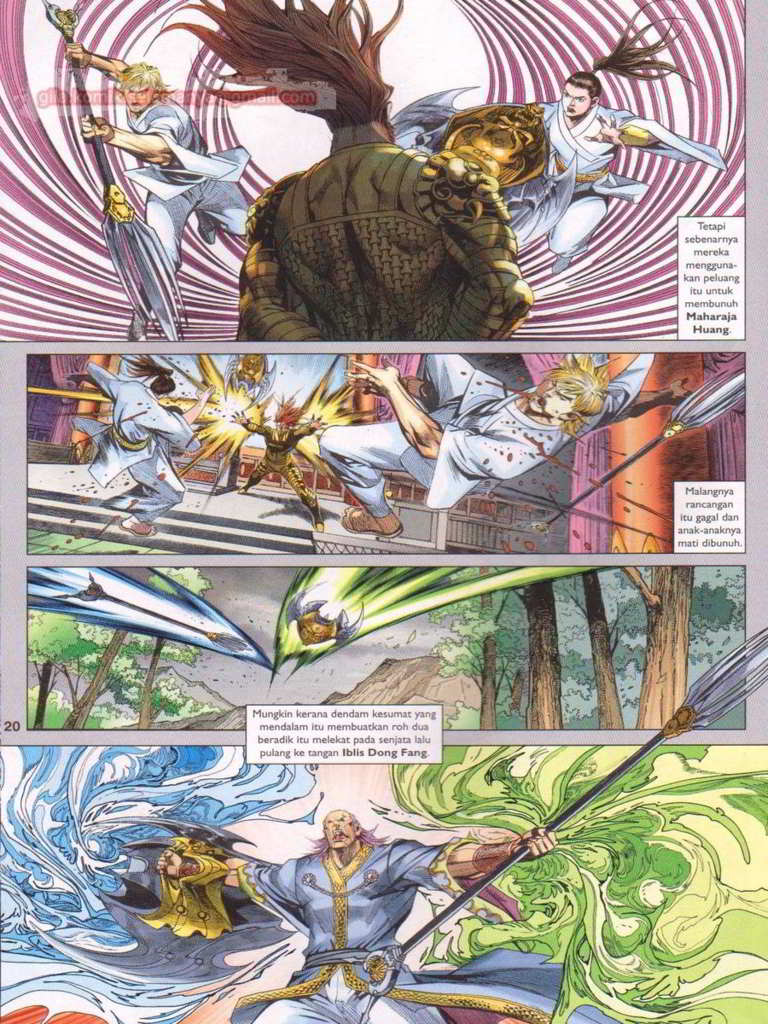 Tetapi
sebenarnya
mereka
mengguna-
kan peluang
itu untuk
membunuh
Maharaja
Huang.
Malangnya
rancangan
itu gagal dan
anak-anaknya
mati dibunuh.
20
Mungkin kerana dendam kesumat yang
mendalam itu membuatkan roh dua
beradik itu melekat pada senjata lalu
pulang ke tangan Iblis Dong Fang.